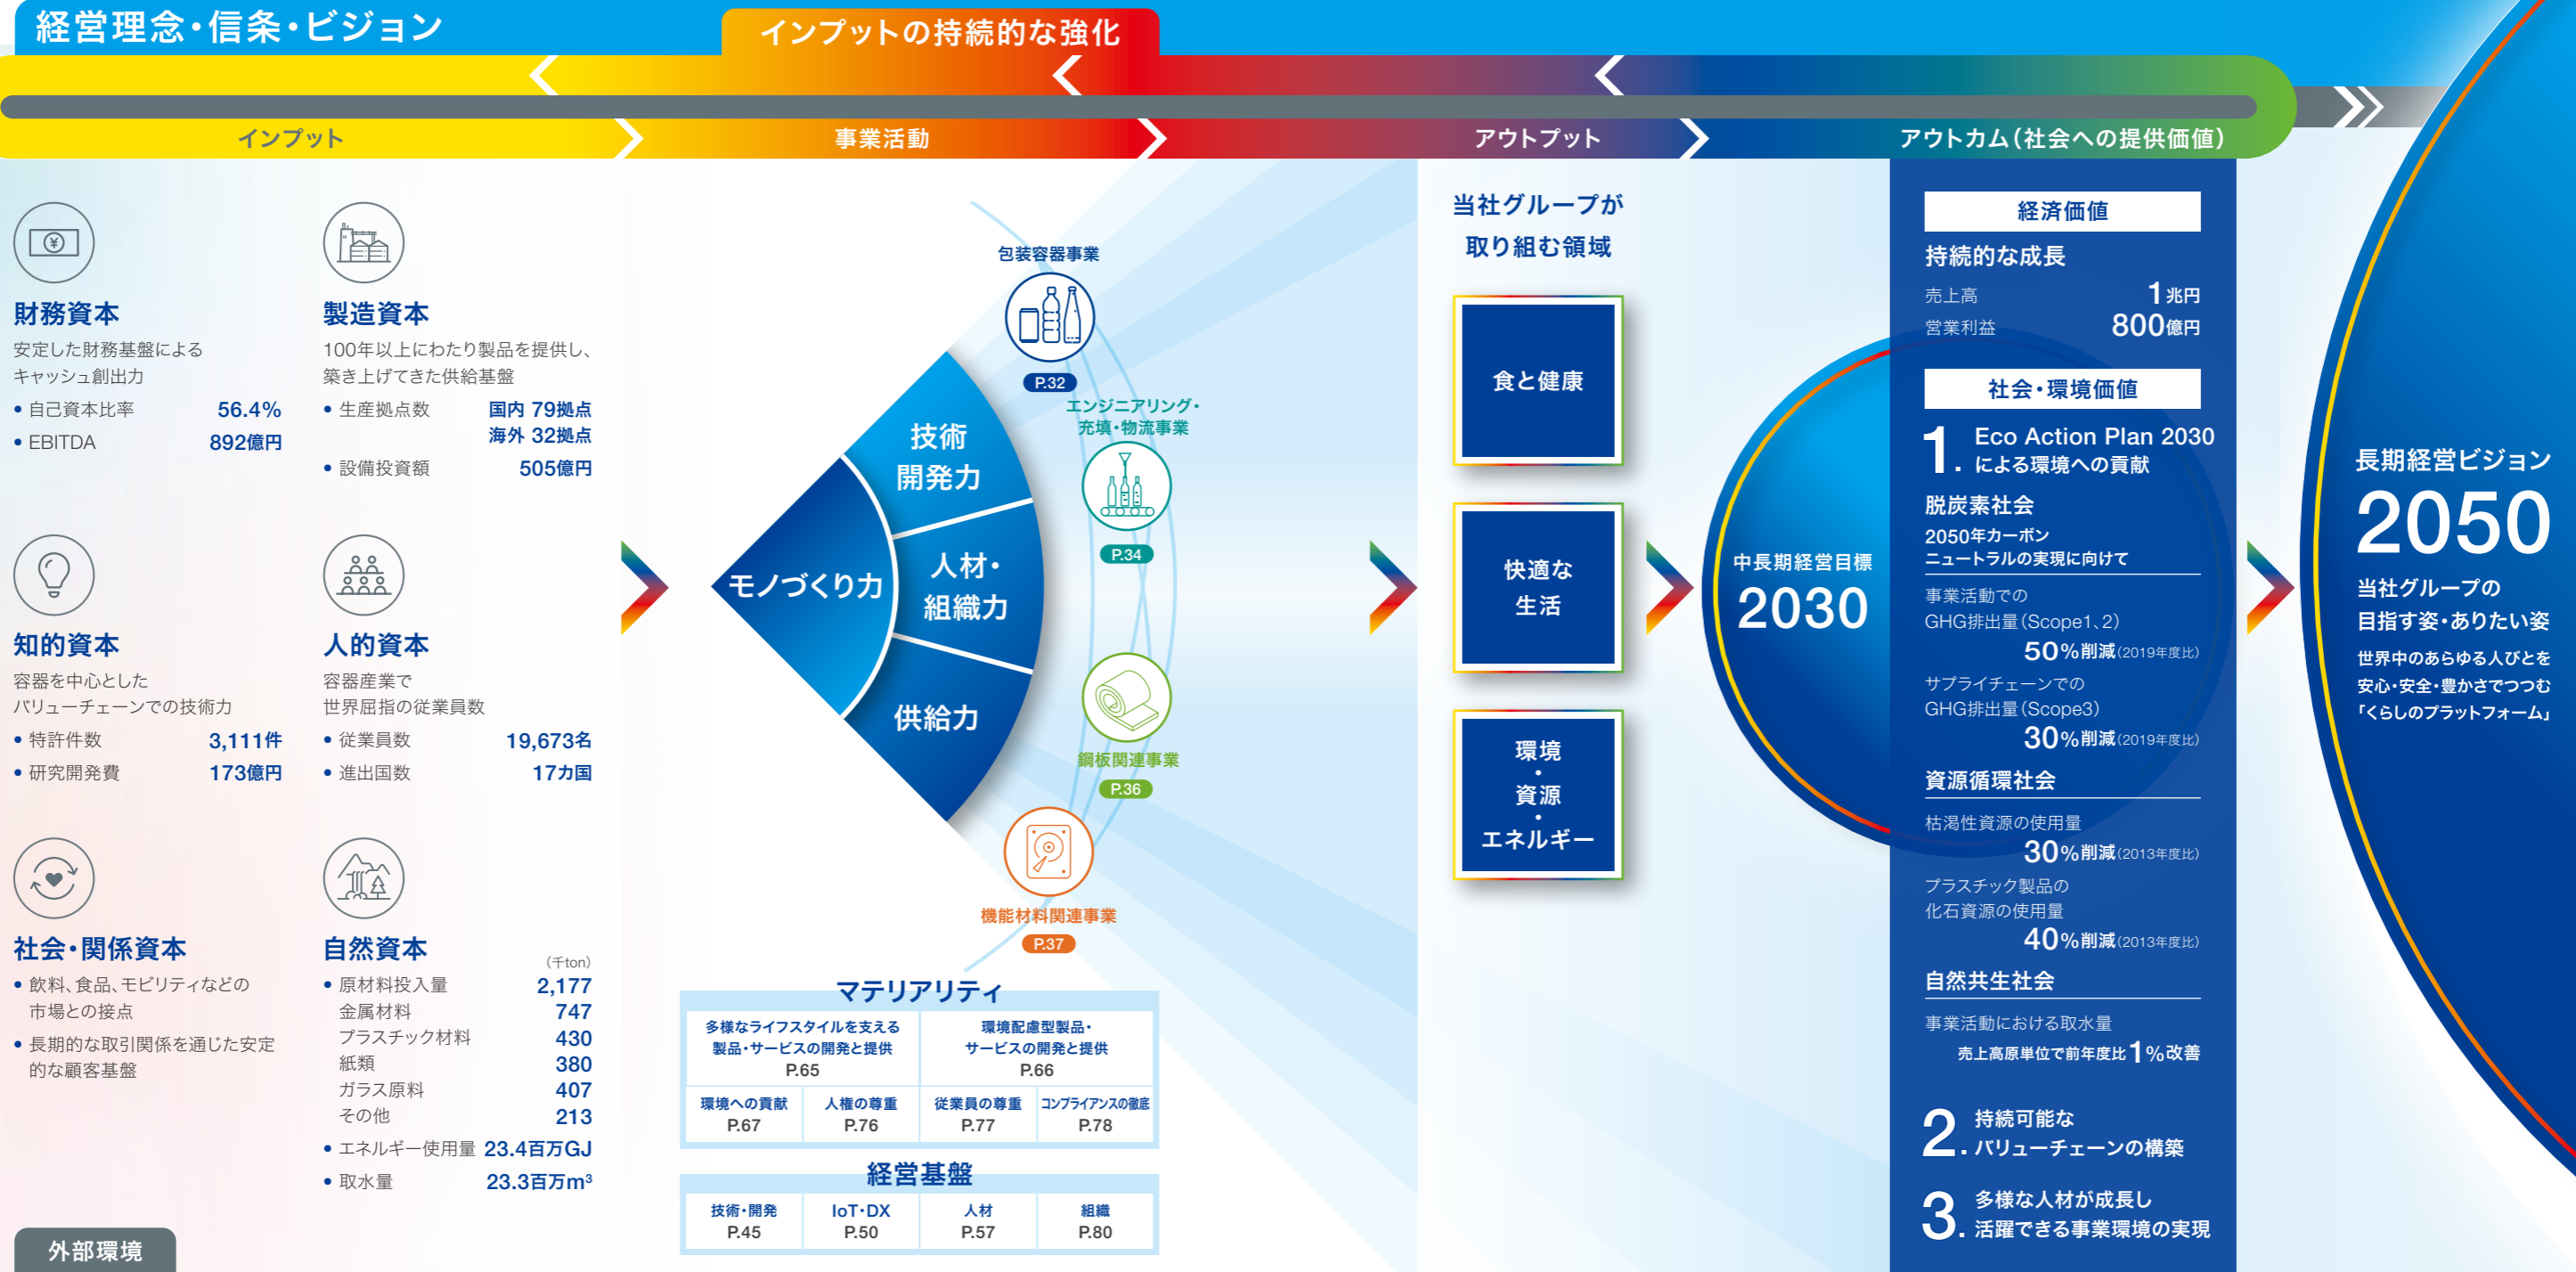 経営理念・信条・ビジョン
インプットの持続的な強化
インプット
事業活動
アウトプット
アウトカム（社会への提供価値）
財務資本
安定した財務基盤による
キャッシュ創出力
• 自己資本比率 56.4%
• EBITDA 892億円
製造資本
100年以上にわたり製品を提供し、
築き上げてきた供給基盤
• 生産拠点数 国内 79拠点
海外 32拠点
• 設備投資額 505億円
知的資本
容器を中心とした
バリューチェーンでの技術力
• 特許件数 3,111件
• 研究開発費 173億円
人的資本
容器産業で
世界屈指の従業員数
• 従業員数 19,673名
• 進出国数 17カ国
社会・関係資本
• 飲料、食品、モビリティなどの
市場との接点
• 長期的な取引関係を通じた安定
的な顧客基盤
自然資本
（千ton）
• 原材料投入量 2,177
金属材料 747
プラスチック材料 430
紙類 380
ガラス原料 407
その他 213
• エネルギー使用量 23.4百万GJ
• 取水量 23.3百万m³
外部環境
モノづくり力
技術
開発力
人材・
組織力
供給力
包装容器事業
P.32
エンジニアリング・
充填・物流事業
P.34
鋼板関連事業
P.36
機能材料関連事業
P.37
マテリアリティ
多様なライフスタイルを支える
製品・サービスの開発と提供
P.65
環境配慮型製品・
サービスの開発と提供
P.66
環境への貢献
P.67
人権の尊重
P.76
従業員の尊重
P.77
コンプライアンスの徹底
P.78
経営基盤
技術・開発
P.45
IoT・DX
P.50
人材
P.57
組織
P.80
当社グループが
取り組む領域
食と健康
快適な
生活
環境
・
資源
・
エネルギー
中長期経営目標
2030
経済価値
持続的な成長
売上高 1兆円
営業利益 800億円
社会・環境価値
1. Eco Action Plan 2030
による環境への貢献
脱炭素社会
2050年カーボン
ニュートラルの実現に向けて
事業活動での
GHG排出量（Scope1、2）
50%削減（2019年度比）
サプライチェーンでの
GHG排出量（Scope3）
30%削減（2019年度比）
資源循環社会
枯渇性資源の使用量
30%削減（2013年度比）
プラスチック製品の
化石資源の使用量
40%削減（2013年度比）
自然共生社会
事業活動における取水量
売上高原単位で前年度比1%改善
2. 持続可能な
バリューチェーンの構築
3. 多様な人材が成長し
活躍できる事業環境の実現
長期経営ビジョン
2050
当社グループの
目指す姿・ありたい姿
世界中のあらゆる人びとを
安心・安全・豊かさでつつむ
「くらしのプラットフォーム」